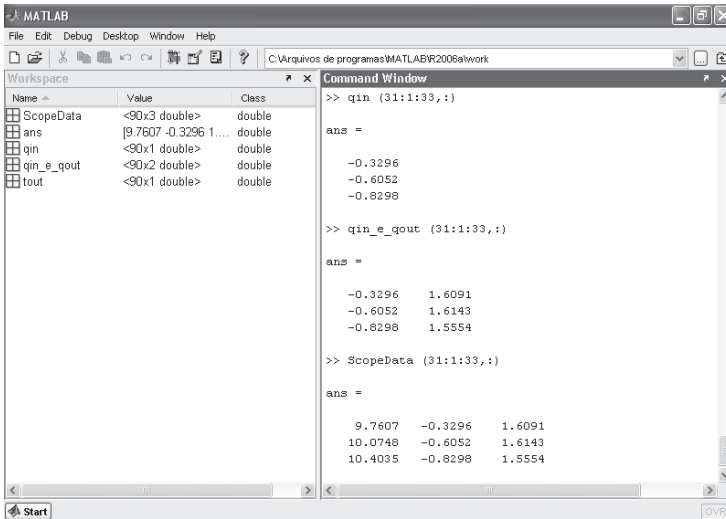 MATLAB
File Edit Debug Desktop Window Help
C:\Arquivos de programas\MATLAB\R2006a\work
Workspace
Name Value Class
ScopeData <90x3 double> double
ans [9.7607 -0.3296 1.... double
qin <90x1 double> double
qin_e_qout <90x2 double> double
tout <90x1 double> double
Command Window
>> qin (31:1:33,:)
ans =
-0.3296
-0.6052
-0.8298
>> qin_e_qout (31:1:33,:)
ans =
-0.3296 1.6091
-0.6052 1.6143
-0.8298 1.5554
>> ScopeData (31:1:33,:)
ans =
9.7607 -0.3296 1.6091
10.0748 -0.6052 1.6143
10.4035 -0.8298 1.5554
Start
OVR